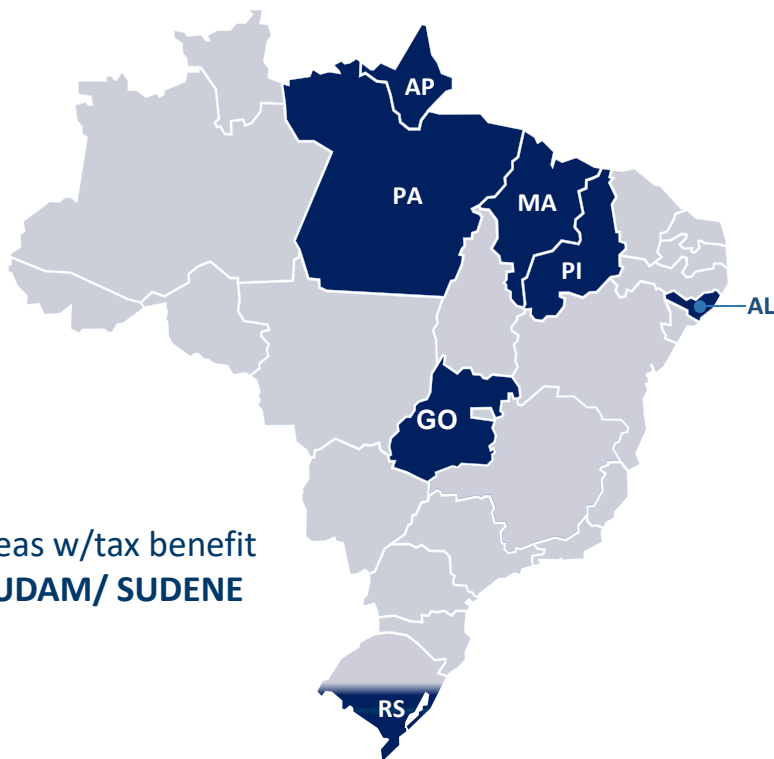 AP
PA
MA
PI
AL
GO
eas w/tax benefit
UDAM/ SUDENE
RS